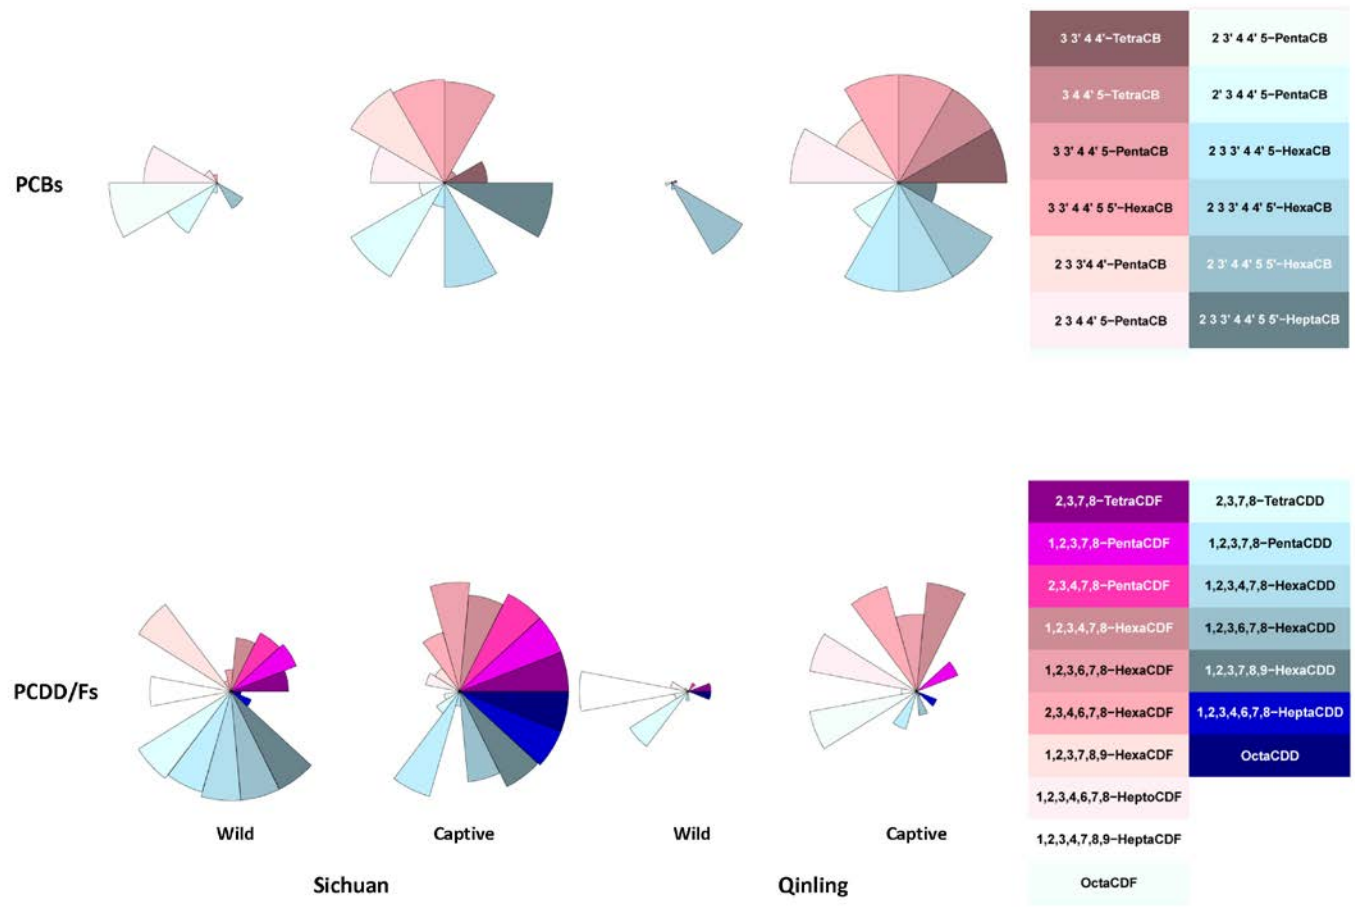 PCBs
3 3' 4 4'−TetraCB
2 3' 4 4' 5−PentaCB
3 4 4' 5−TetraCB
2' 3 4 4' 5−PentaCB
3 3' 4 4' 5−PentaCB
2 3 3' 4 4' 5−HexaCB
3 3' 4 4' 5 5'−HexaCB
2 3 3' 4 4' 5'−HexaCB
2 3 3'4 4'−PentaCB
2 3' 4 4' 5 5'−HexaCB
2 3 4 4' 5−PentaCB
2 3 3' 4 4' 5 5'−HeptaCB
PCDD/Fs
2,3,7,8−TetraCDF
2,3,7,8−TetraCDD
1,2,3,7,8−PentaCDF
1,2,3,7,8−PentaCDD
2,3,4,7,8−PentaCDF
1,2,3,4,7,8−HexaCDD
1,2,3,4,7,8−HexaCDF
1,2,3,6,7,8−HexaCDD
1,2,3,6,7,8−HexaCDF
1,2,3,7,8,9−HexaCDD
2,3,4,6,7,8−HexaCDF
1,2,3,4,6,7,8−HeptaCDD
1,2,3,7,8,9−HexaCDF
OctaCDD
1,2,3,4,6,7,8−HeptoCDF
1,2,3,4,7,8,9−HeptaCDF
OctaCDF
Wild
Captive
Wild
Captive
Sichuan
Qinling